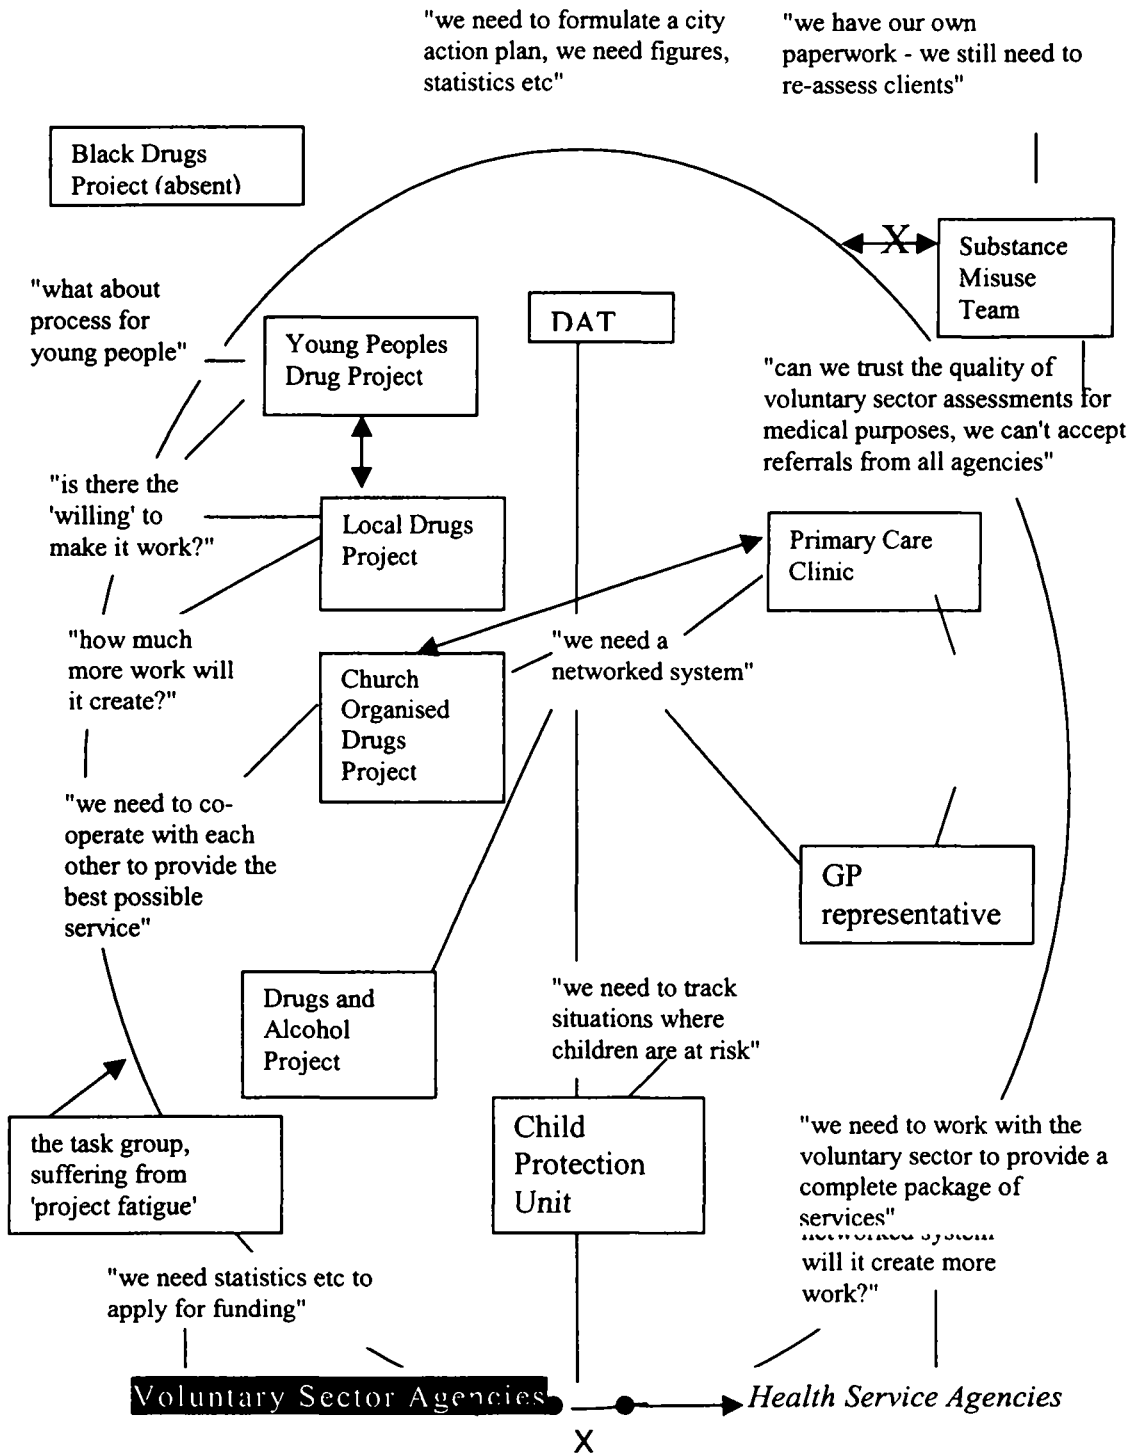 "we need to formulate a city
action plan, we need figures,
statistics etc"
"we have our own
paperwork - we still need to
re-assess clients"
Black Drugs
Project (absent)
X
Substance
Misuse
Team
"what about
process for
young people"
DAT
Young Peoples
Drug Project
"can we trust the quality of
voluntary sector assessments for
medical purposes, we can't accept
referrals from all agencies"
"is there the
'willing' to
make it work?"
Local Drugs
Project
Primary Care
Clinic
"how much
more work will
it create?"
"we need a
networked system"
Church
Organised
Drugs
Project
"we need to co-
operate with each
other to provide the
best possible
service"
GP
representative
Drugs and
Alcohol
Project
"we need to track
situations where
children are at risk"
the task group,
suffering from
'project fatigue'
Child
Protection
Unit
"we need to work with the
voluntary sector to provide a
complete package of
services"
networked system
will it create more
work?"
"we need statistics etc to
apply for funding"
Voluntary Sector Agencies
Health Service Agencies
X